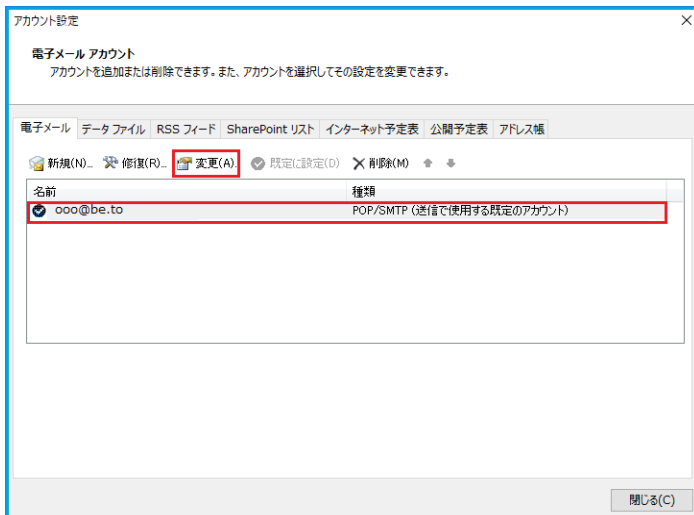 アカウント設定
電子メール アカウント
アカウントを追加または削除できます。また、アカウントを選択してその設定を変更できます。
電子メール データ ファイル RSS フィード SharePoint リスト インターネット予定表 公開予定表 アドレス帳
新規(N)... 修復(R)... 変更(A). 既定に設定(D) 削除(M)
名前 種類
ooo@be.to POP/SMTP (送信で使用する既定のアカウント)
閉じる(C)